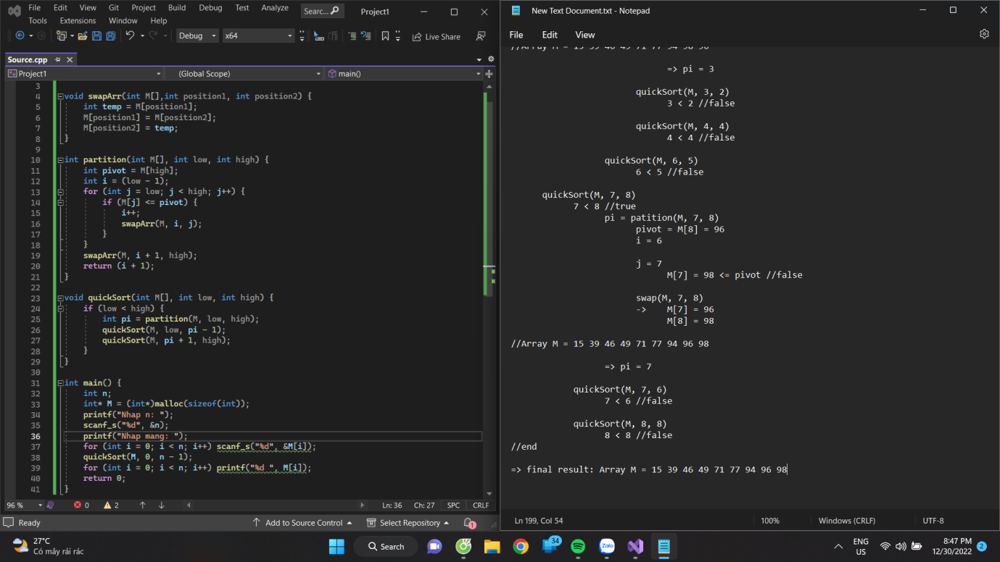 File Edit View Git Project Build Debug Test Analyze Searc... Project1
Tools Extensions Window Help
Debug x64 Live Share
Source.cpp
Project1 (Global Scope) main()
3
4 void swapArr(int M[],int position1, int position2) {
5 int temp = M[position1];
6 M[position1] = M[position2];
7 M[position2] = temp;
8 }
9
10 int partition(int M[], int low, int high) {
11 int pivot = M[high];
12 int i = (low - 1);
13 for (int j = low; j < high; j++) {
14 if (M[j] <= pivot) {
15 i++;
16 swapArr(M, i, j);
17 }
18 }
19 swapArr(M, i + 1, high);
20 return (i + 1);
21 }
22
23 void quickSort(int M[], int low, int high) {
24 if (low < high) {
25 int pi = partition(M, low, high);
26 quickSort(M, low, pi - 1);
27 quickSort(M, pi + 1, high);
28 }
29 }
30
31 int main() {
32 int n;
33 int* M = (int*)malloc(sizeof(int));
34 printf("Nhap n: ");
35 scanf_s("%d", &n);
36 printf("Nhap mang: ");
37 for (int i = 0; i < n; i++) scanf_s("%d", &M[i]);
38 quickSort(M, 0, n - 1);
39 for (int i = 0; i < n; i++) printf("%d ", M[i]);
40 return 0;
41 }
96 % 0 2 Ln: 36 Ch: 27 SPC CRLF
Ready Add to Source Control Select Repository 1
New Text Document.txt - Notepad
File Edit View
//Array M = 15 39 46 49 71 77 94 98 96
=> pi = 3
quickSort(M, 3, 2)
3 < 2 //false
quickSort(M, 4, 4)
4 < 4 //false
quickSort(M, 6, 5)
6 < 5 //false
quickSort(M, 7, 8)
7 < 8 //true
pi = patition(M, 7, 8)
pivot = M[8] = 96
i = 6
j = 7
M[7] = 98 <= pivot //false
swap(M, 7, 8)
-> M[7] = 96
M[8] = 98
//Array M = 15 39 46 49 71 77 94 96 98
=> pi = 7
quickSort(M, 7, 6)
7 < 6 //false
quickSort(M, 8, 8)
8 < 8 //false
//end
=> final result: Array M = 15 39 46 49 71 77 94 96 98
Ln 199, Col 54 100% Windows (CRLF) UTF-8
27°C
Có mây rải rác
Search
34
Zalo
ENG
US
8:47 PM
12/30/2022
2